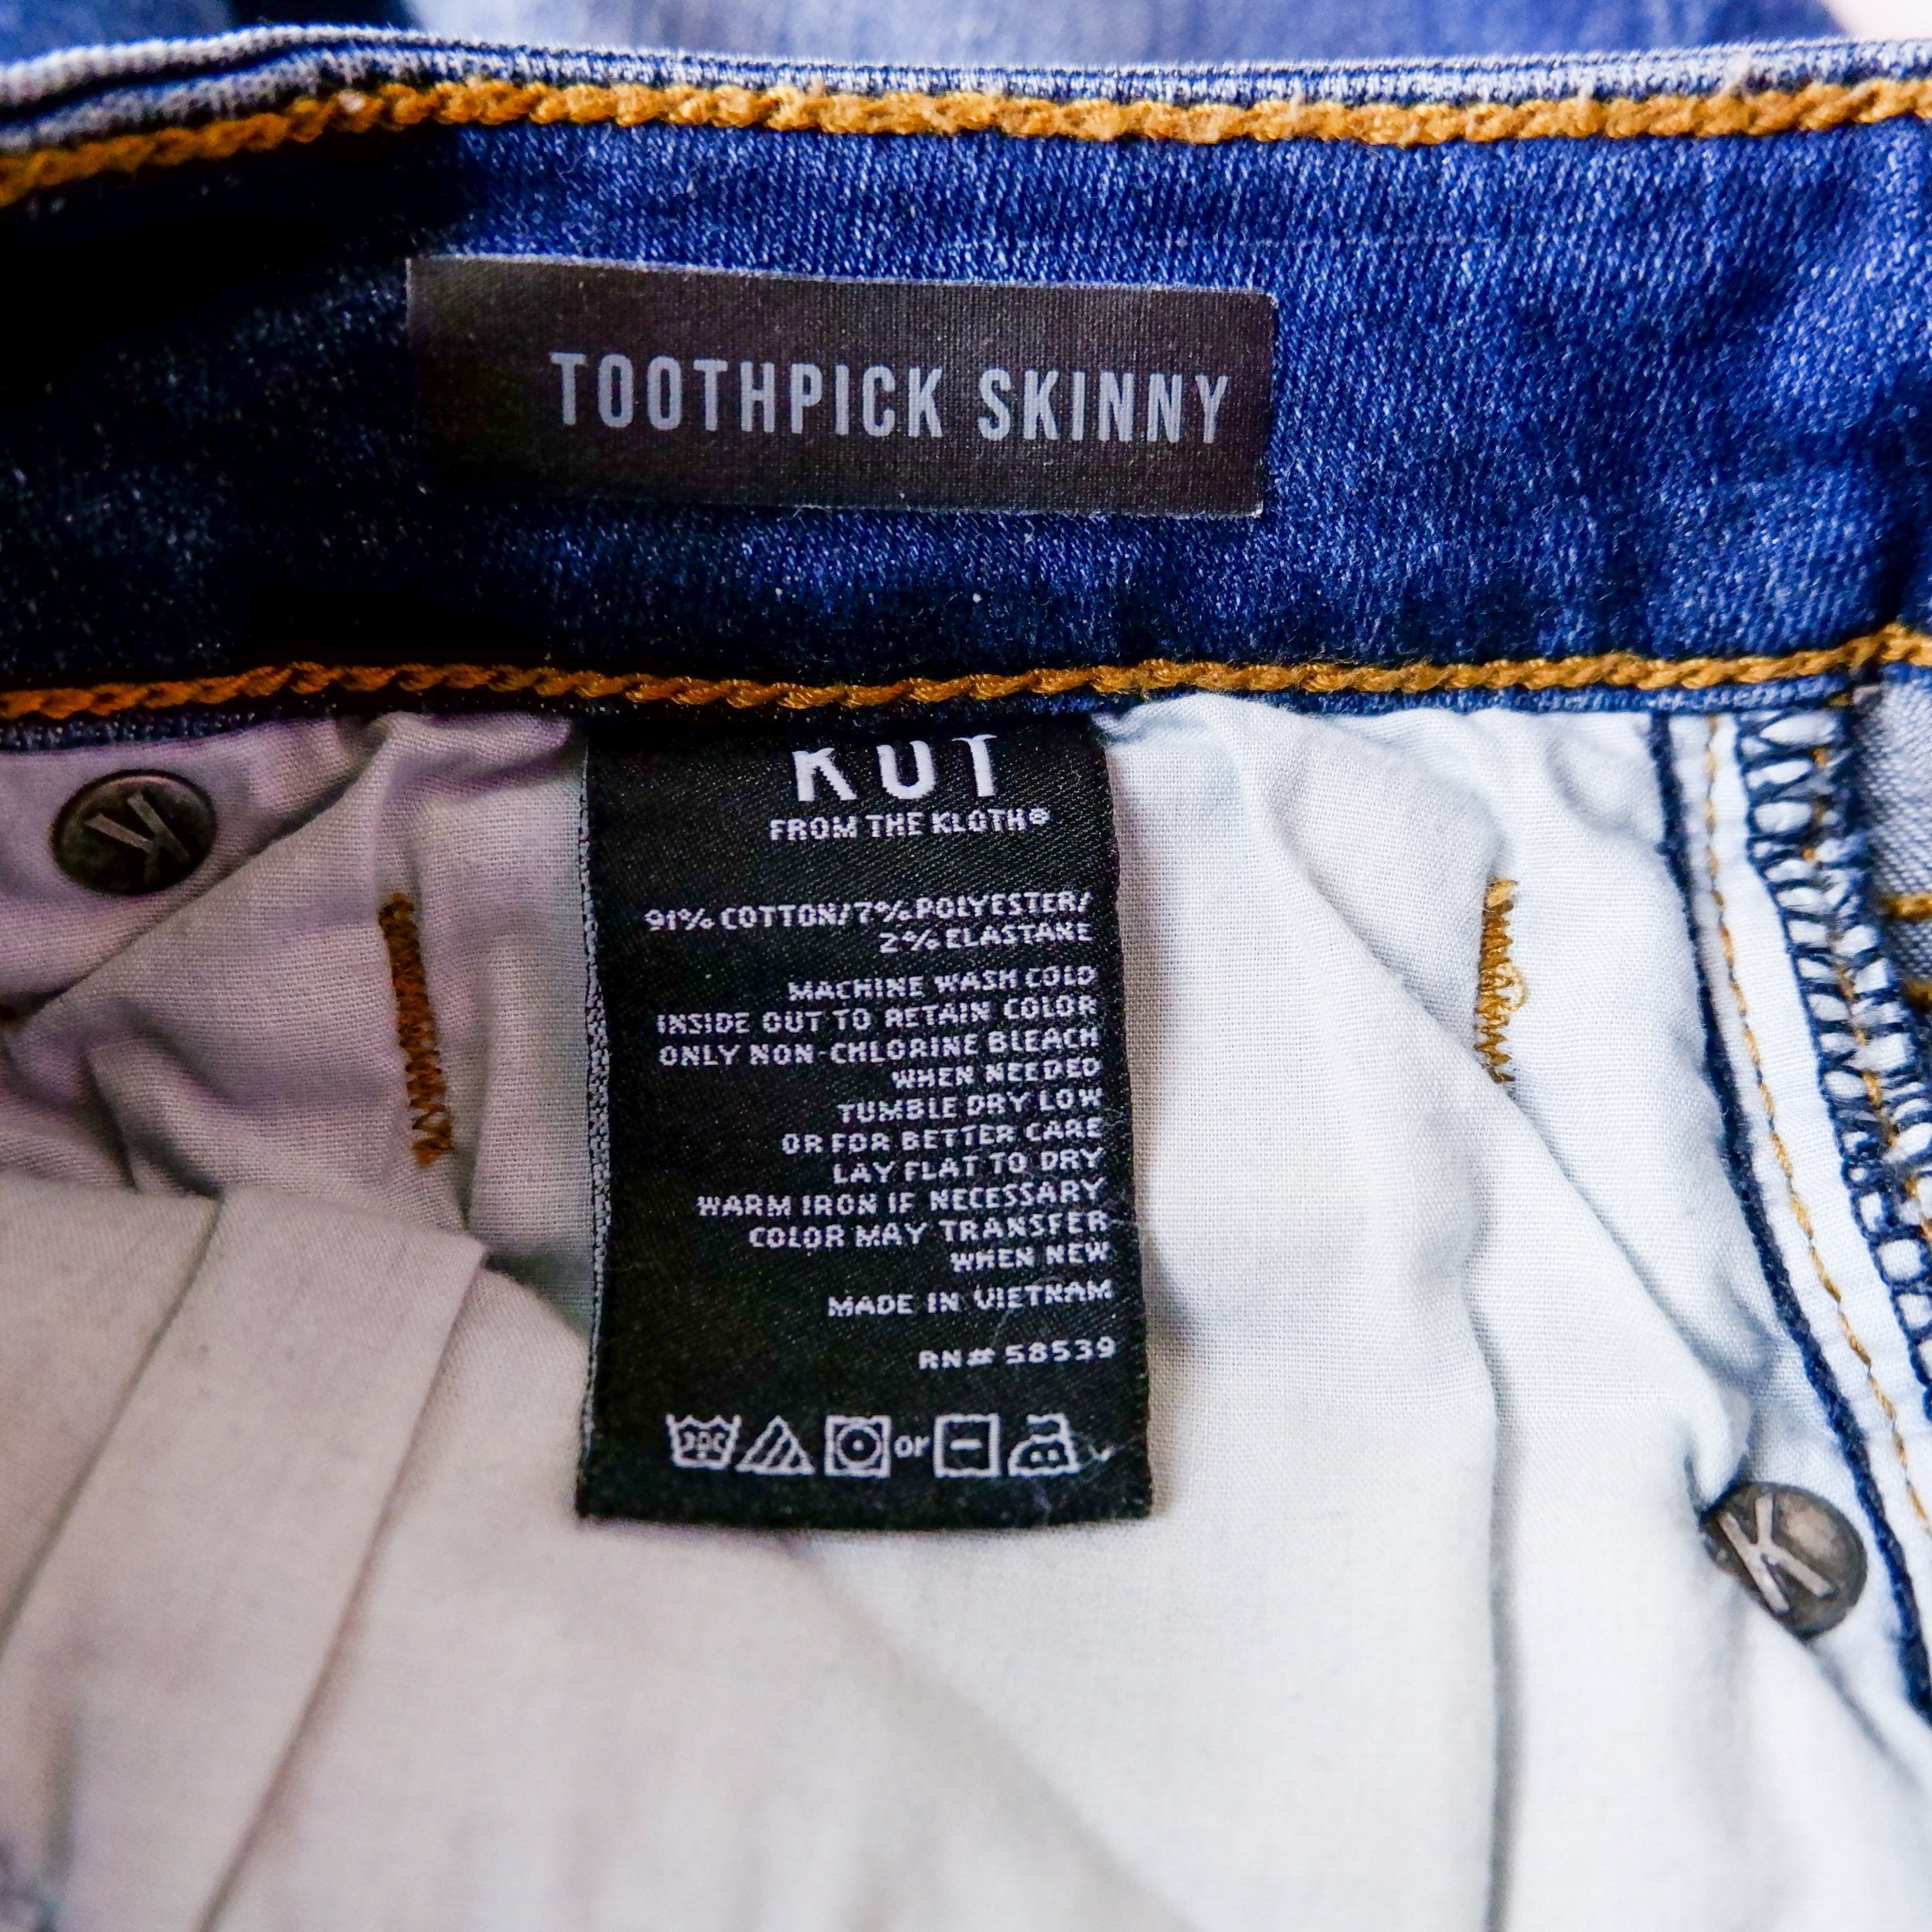 TOOTHPICK SKINNY
KUT
FROM THE KLOTH®
91% COTTON/7% POLYESTER/
2% ELASTANE
MACHINE WASH COLD
INSIDE OUT TO RETAIN COLOR
ONLY NON-CHLORINE BLEACH
WHEN NEEDED
TUMBLE DRY LOW
OR FOR BETTER CARE
LAY FLAT TO DRY
WARM IRON IF NECESSARY
COLOR MAY TRANSFER
WHEN NEW
MADE IN VIETNAM
RN# 58539
30C or
K
K